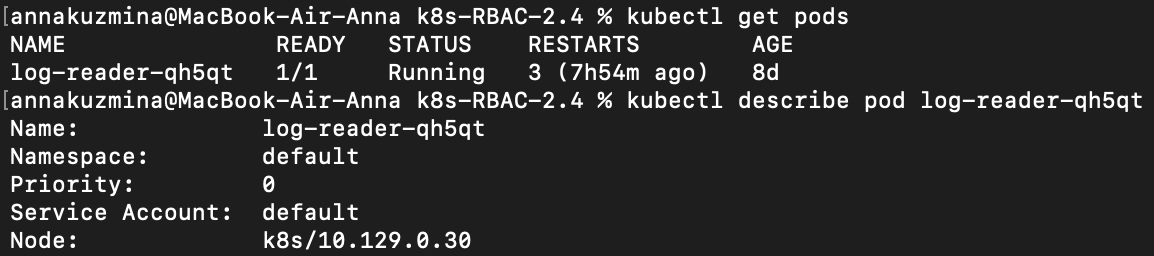 [annakuzmina@MacBook-Air-Anna k8s-RBAC-2.4 % kubectl get pods
NAME               READY   STATUS    RESTARTS        AGE
log-reader-qh5qt   1/1     Running   3 (7h54m ago)   8d
[annakuzmina@MacBook-Air-Anna k8s-RBAC-2.4 % kubectl describe pod log-reader-qh5qt
Name:             log-reader-qh5qt
Namespace:        default
Priority:         0
Service Account:  default
Node:             k8s/10.129.0.30